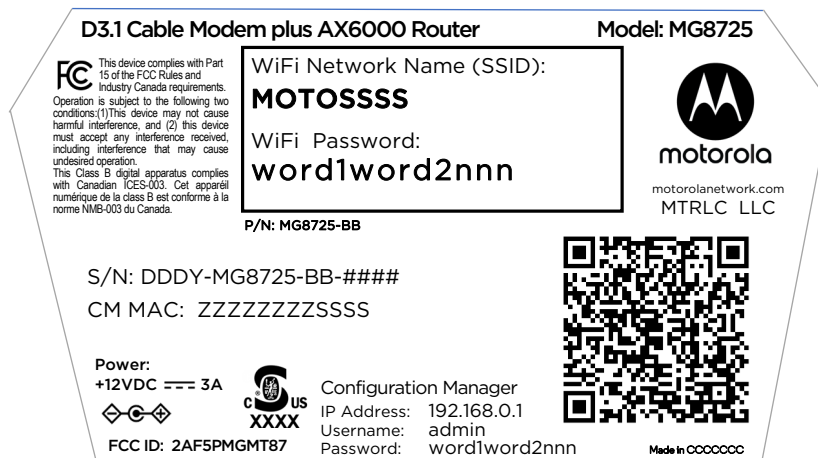 D3.1 Cable Modem plus AX6000 Router
Model: MG8725
FC
This device complies with Part
15 of the FCC Rules and
Industry Canada requirements.
Operation is subject to the following two
conditions:(1)This device may not cause
harmful interference, and (2) this device
must accept any interference received,
including interference that may cause
undesired operation.
This Class B digital apparatus complies
with Canadian ICES-003. Cet appareil
numérique de la class B est conforme à la
norme NMB-003 du Canada.
WiFi Network Name (SSID):
MOTOSSSS
WiFi Password:
word1word2nnn
motorola
motorolanetwork.com
MTRLC LLC
P/N: MG8725-BB
S/N: DDDY-MG8725-BB-####
CM MAC: ZZZZZZZZSSSS
Power:
+12VDC 3A
C US
XXXX
FCC ID: 2AF5PMGMT87
Configuration Manager
IP Address: 192.168.0.1
Username: admin
Password: word1word2nnn
Made in CCCCCCC